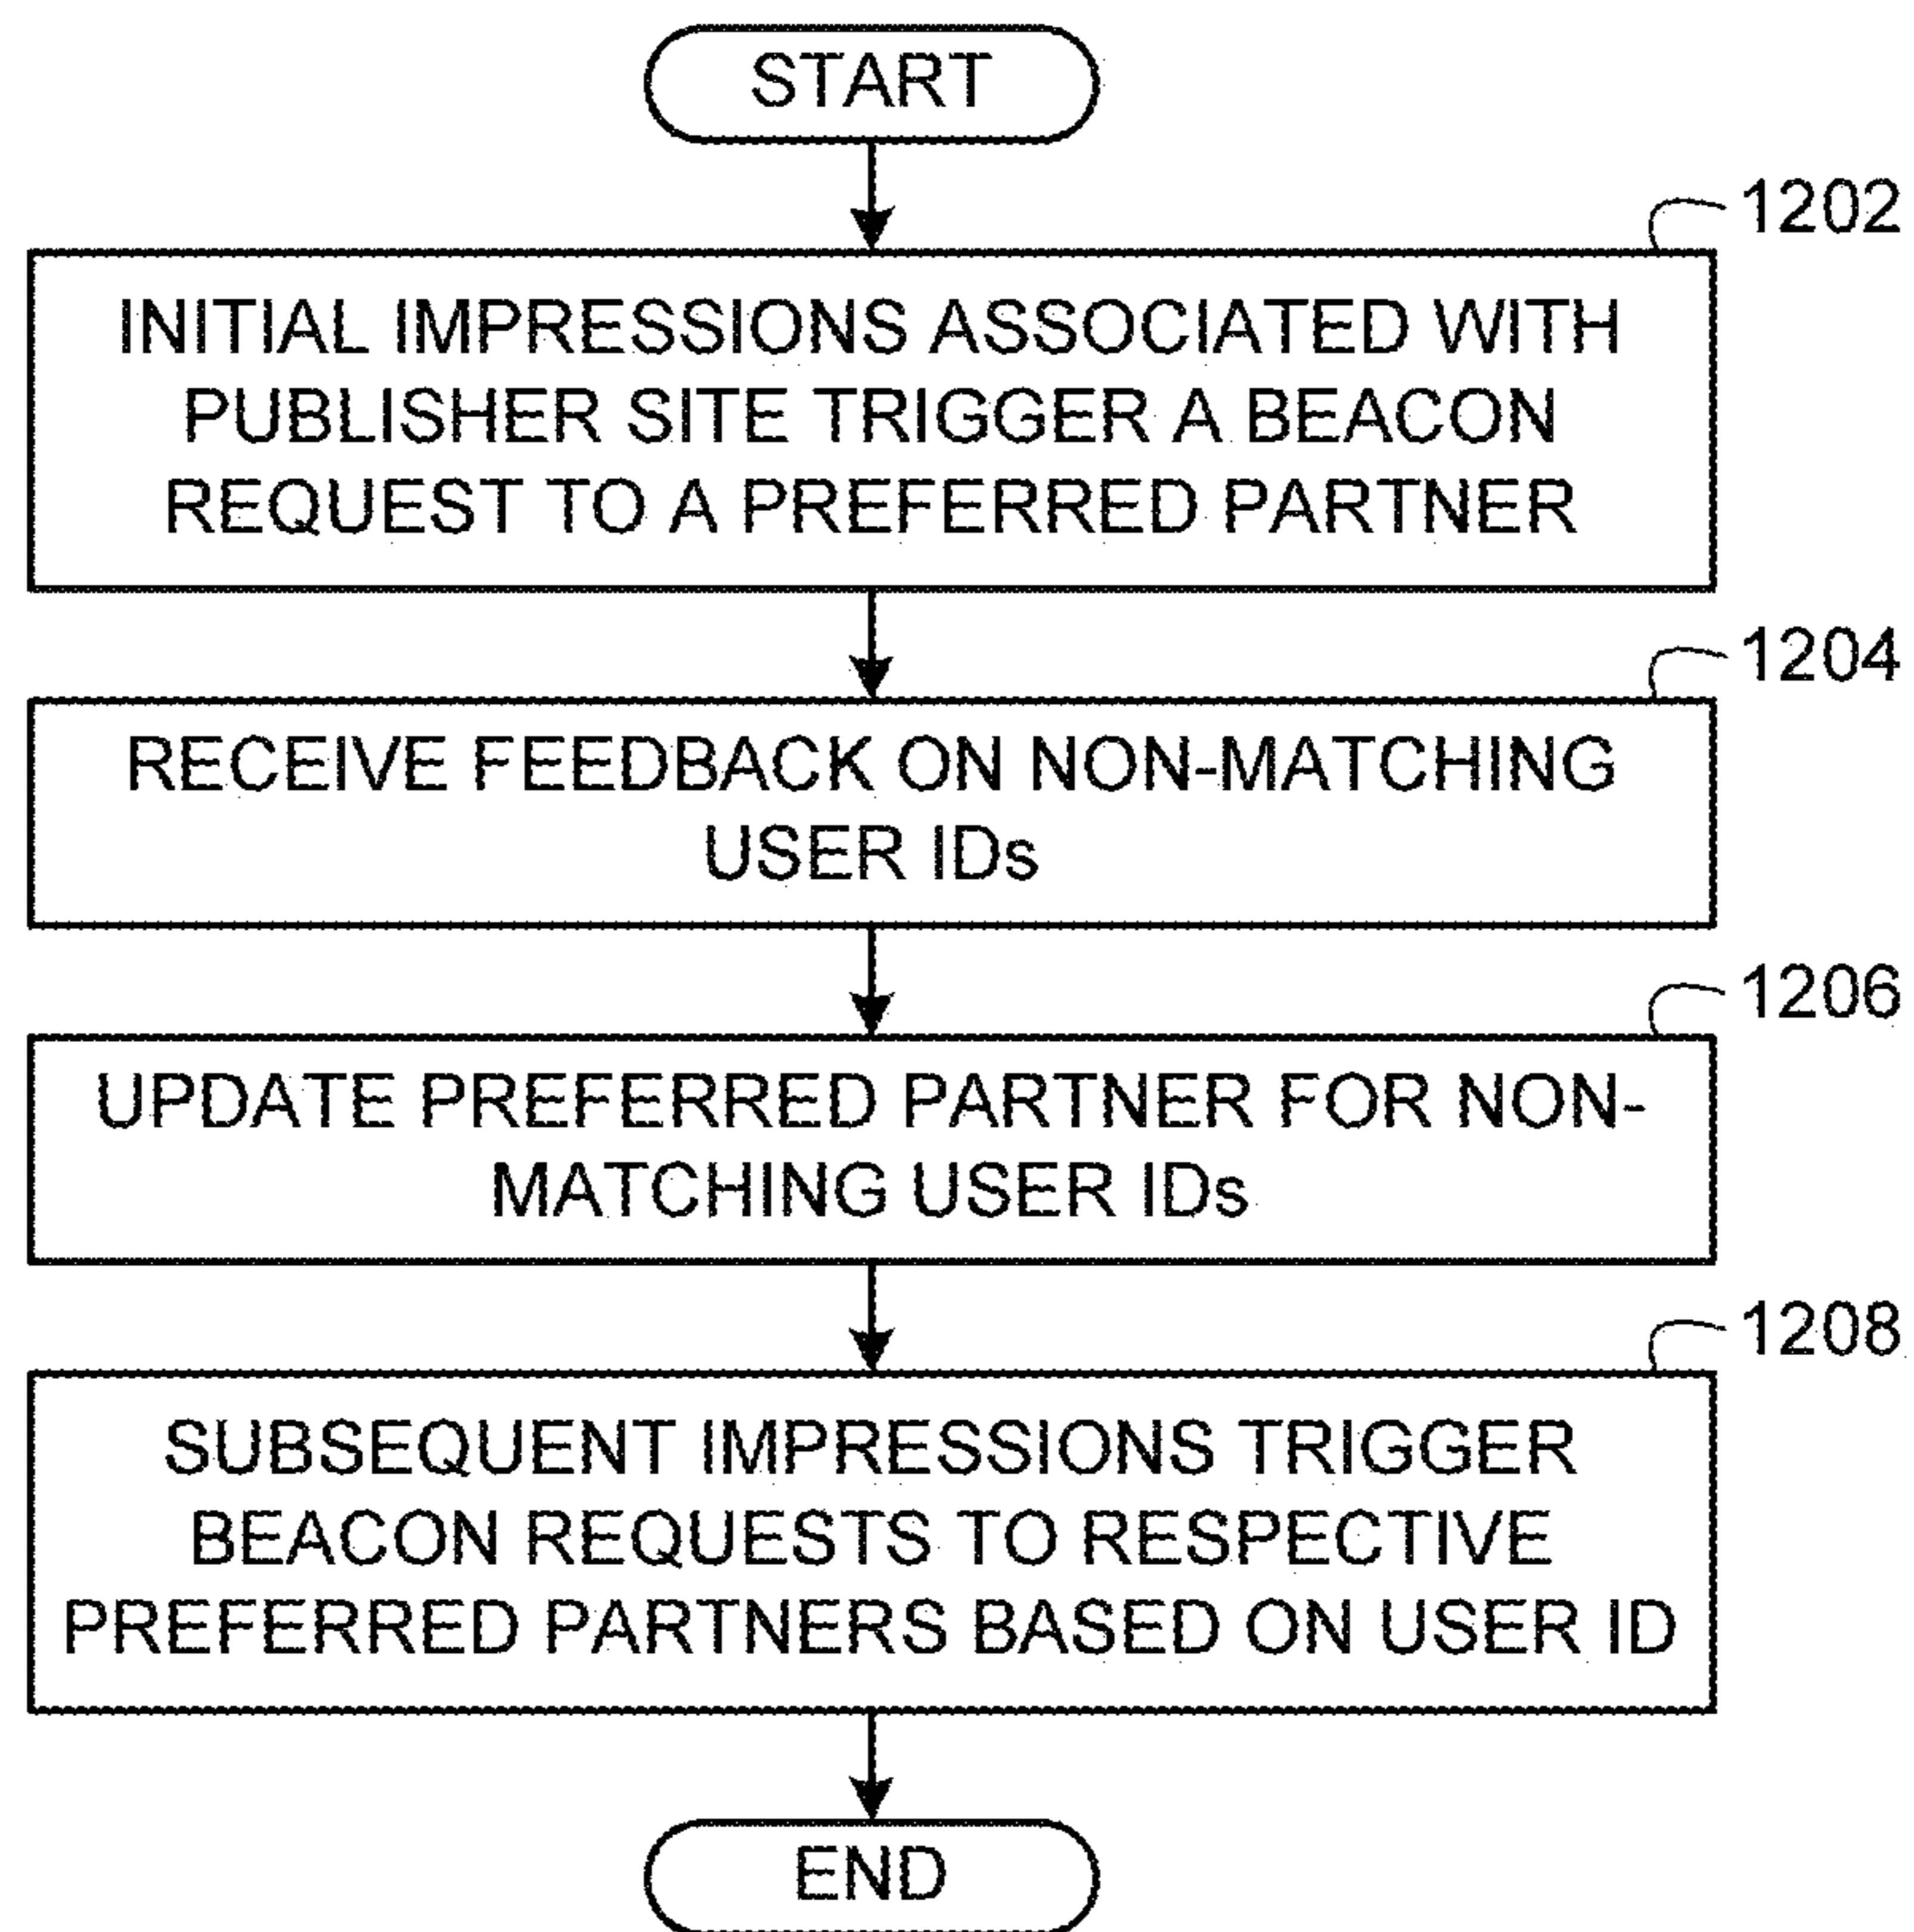 START
1202
INITIAL IMPRESSIONS ASSOCIATED WITH
PUBLISHER SITE TRIGGER A BEACON
REQUEST TO A PREFERRED PARTNER
1204
RECEIVE FEEDBACK ON NON-MATCHING
USER IDs
1206
UPDATE PREFERRED PARTNER FOR NON-
MATCHING USER IDs
1208
SUBSEQUENT IMPRESSIONS TRIGGER
BEACON REQUESTS TO RESPECTIVE
PREFERRED PARTNERS BASED ON USER ID
END